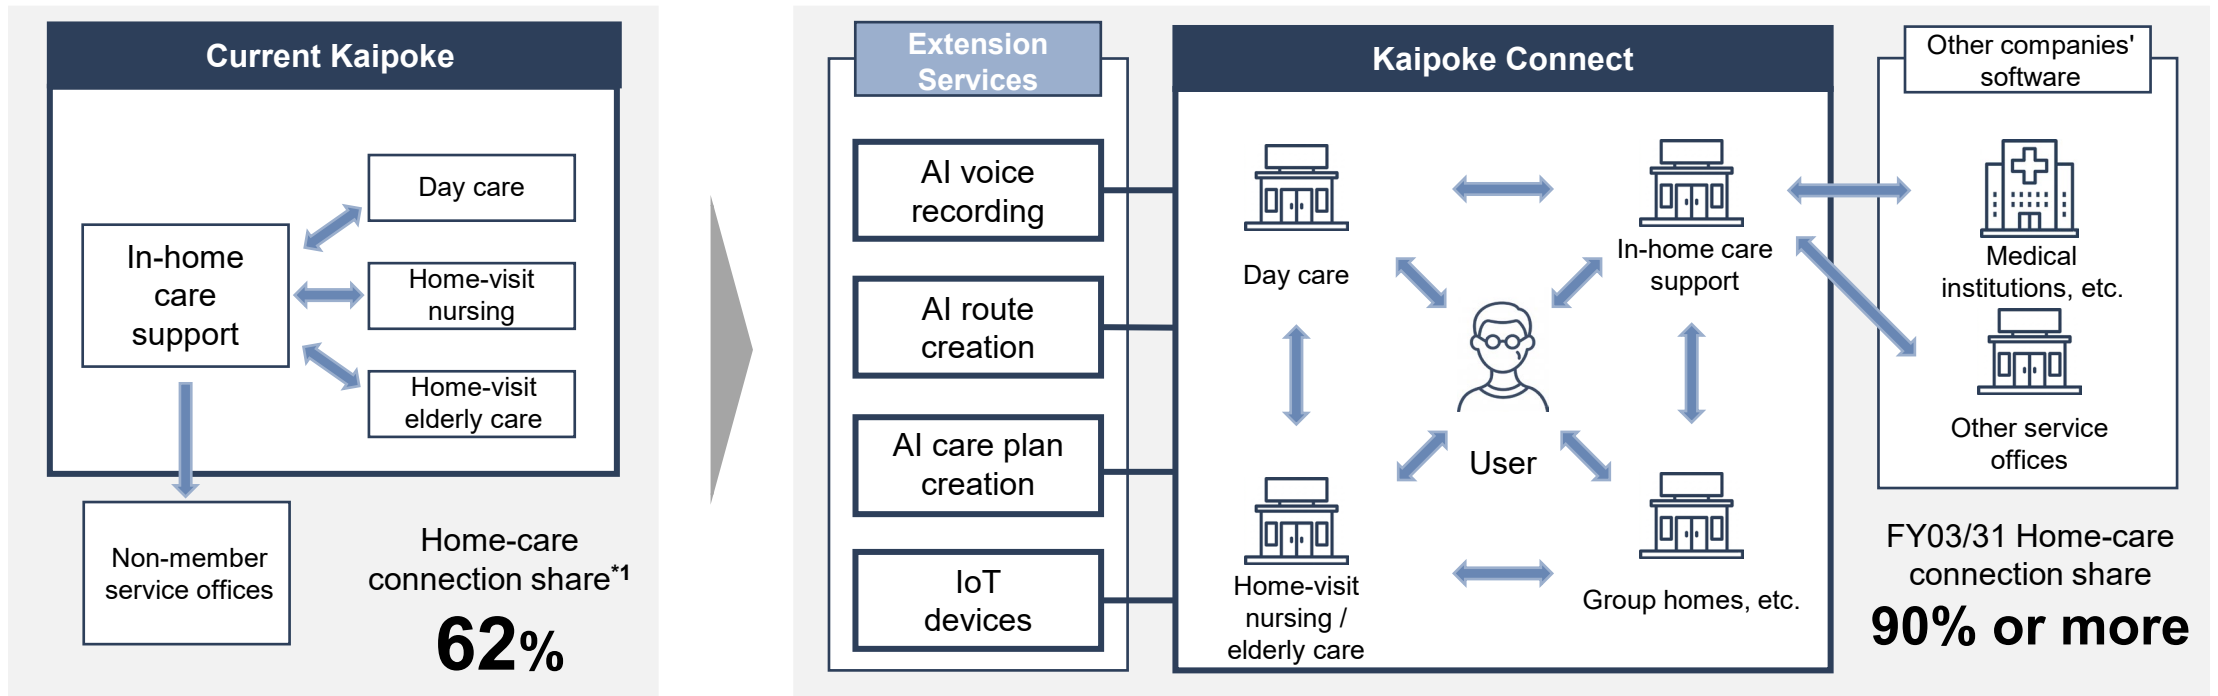 Current Kaipoke
In-home
care
support
Day care
Home-visit
nursing
Home-visit
elderly care
Non-member
service offices
Home-care
connection share*1
62%
Extension
Services
AI voice
recording
AI route
creation
AI care plan
creation
IoT
devices
Kaipoke Connect
Day care
In-home care
support
User
Home-visit
nursing /
elderly care
Group homes, etc.
Other companies'
software
Medical
institutions, etc.
Other service
offices
FY03/31 Home-care
connection share
90% or more